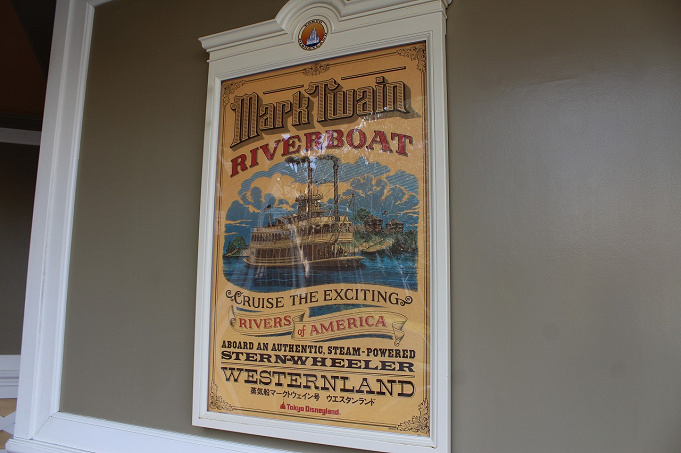 Mark Twain
RIVERBOAT
CRUISE THE EXCITING
RIVERS of AMERICA
ABOARD AN AUTHENTIC, STEAM-POWERED
STERN-WHEELER
WESTERNLAND
蒸気船マークトウェイン号 ウエスタンランド
Tokyo Disneyland